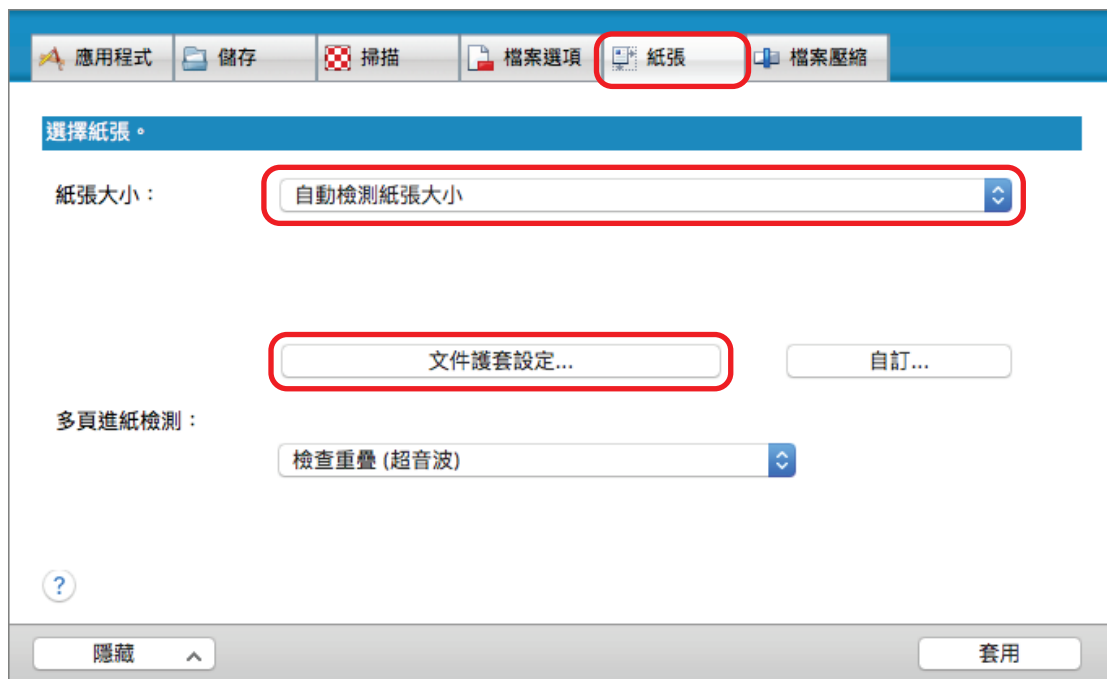 應用程式 儲存 掃描 檔案選項 紙張 檔案壓縮
選擇紙張。
紙張大小： 自動檢測紙張大小
文件護套設定... 自訂...
多頁進紙檢測：
檢查重疊 (超音波)
?
隱藏 套用